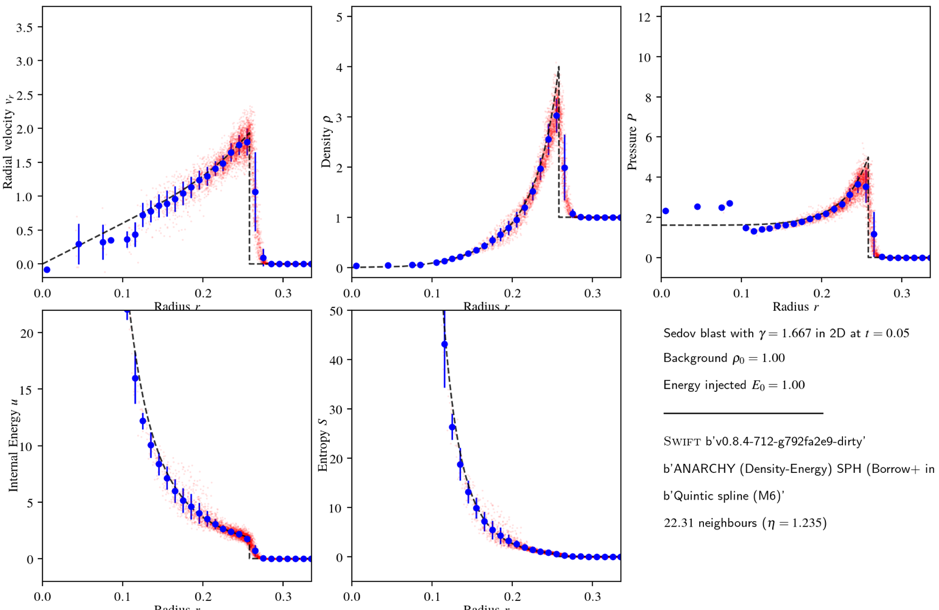 Radial velocity v_r
3.5
3.0
2.5
2.0
1.5
1.0
0.5
0.0
0.0 0.1 0.2 0.3
Radius r
Density ρ
5
4
3
2
1
0
0.0 0.1 0.2 0.3
Radius r
Pressure P
12
10
8
6
4
2
0
0.0 0.1 0.2 0.3
Radius r
Internal Energy u
20
15
10
5
0
0.0 0.1 0.2 0.3
Radius r
Entropy S
50
40
30
20
10
0
0.0 0.1 0.2 0.3
Radius r
Sedov blast with γ = 1.667 in 2D at t = 0.05
Background ρ₀ = 1.00
Energy injected E₀ = 1.00
SWIFT b'v0.8.4-712-g792fa2e9-dirty'
b'ANARCHY (Density-Energy) SPH (Borrow+ in
b'Quintic spline (M6)'
22.31 neighbours (η = 1.235)